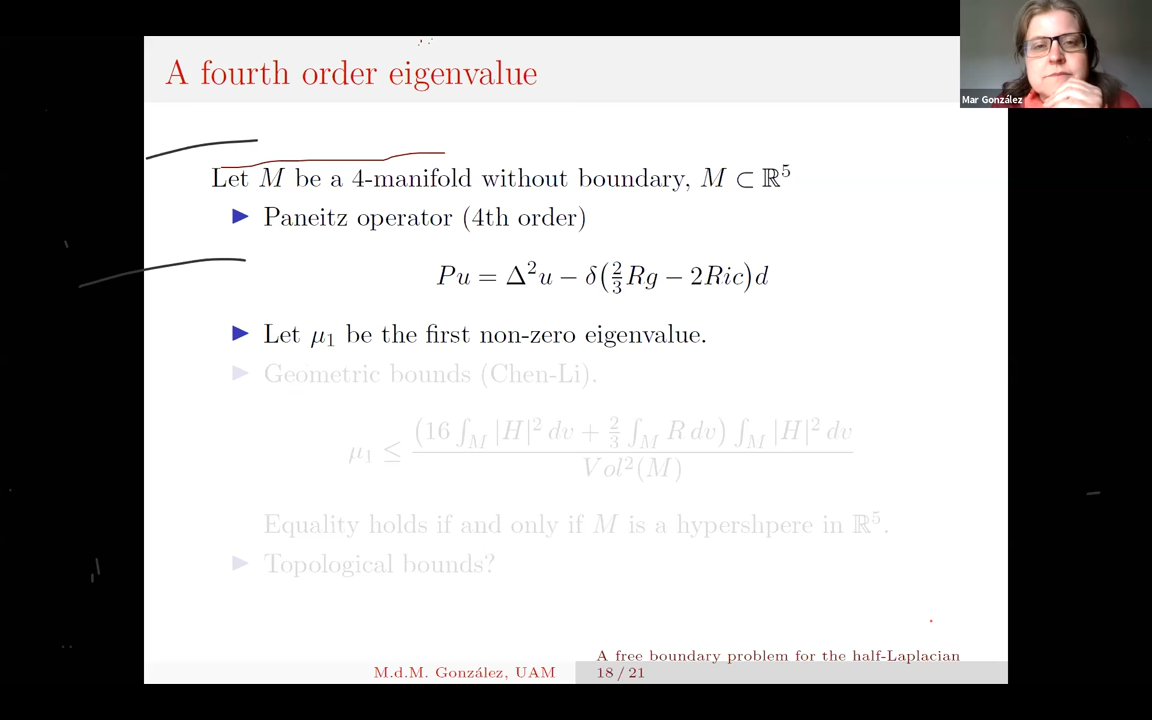 A fourth order eigenvalue
Mar González
Let M be a 4-manifold without boundary, M ⊂ ℝ⁵
▶ Paneitz operator (4th order)
Pu = Δ²u − δ(⅔Rg − 2Ric)d
▶ Let μ₁ be the first non-zero eigenvalue.
▶ Geometric bounds (Chen-Li).
μ₁ ≤ (16 ∫_M |H|² dv + ⅔ ∫_M R dv) ∫_M |H|² dv / Vol²(M)
Equality holds if and only if M is a hypershpere in ℝ⁵.
▶ Topological bounds?
M.d.M. González, UAM
A free boundary problem for the half-Laplacian
18 / 21